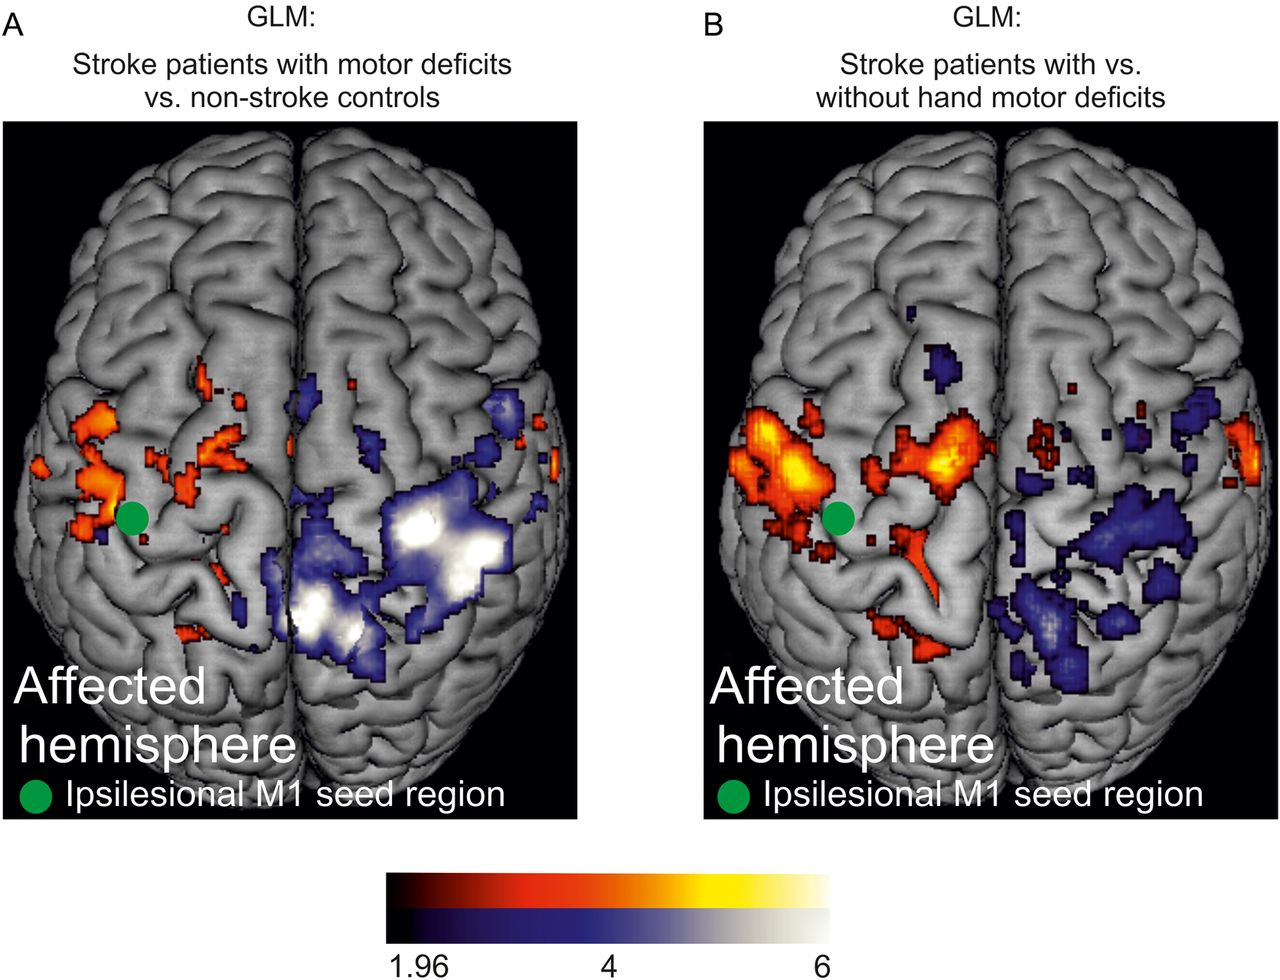 A
GLM:
Stroke patients with motor deficits
vs. non-stroke controls
Affected
hemisphere
Ipsilesional M1 seed region
B
GLM:
Stroke patients with vs.
without hand motor deficits
Affected
hemisphere
Ipsilesional M1 seed region
1.96
4
6